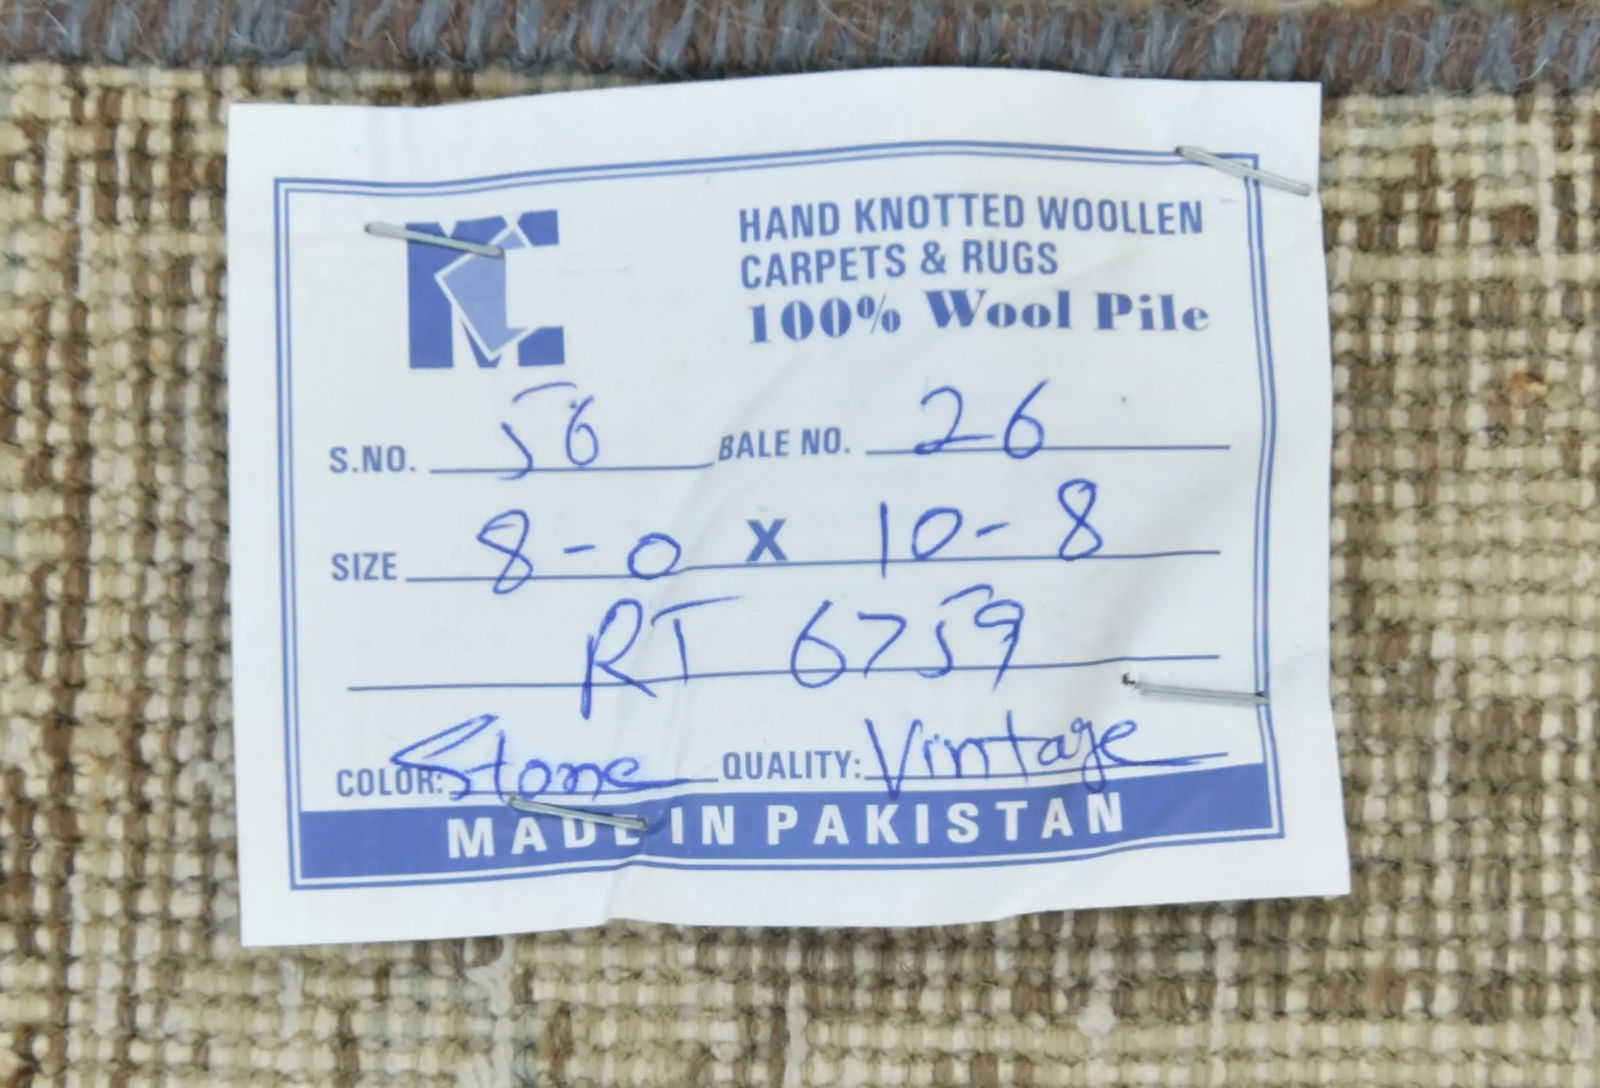 MC
HAND KNOTTED WOOLLEN
CARPETS & RUGS
100% Wool Pile
S.NO. 56 BALE NO. 26
SIZE 8-0 X 10-8
RT 6759
COLOR: Stone QUALITY: Vintage
MADE IN PAKISTAN